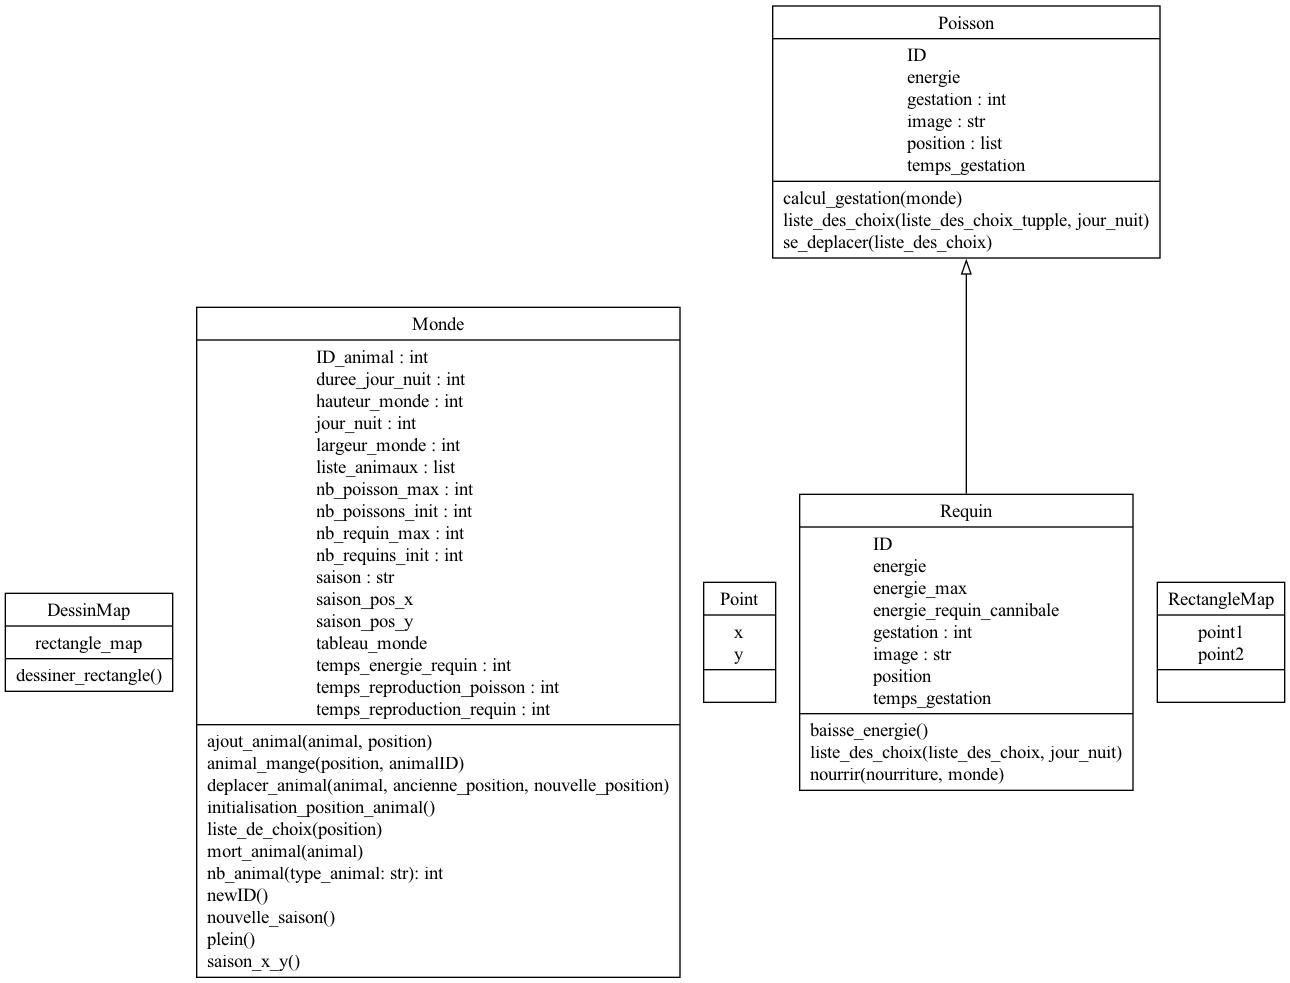 Poisson
ID
energie
gestation : int
image : str
position : list
temps_gestation
calcul_gestation(monde)
liste_des_choix(liste_des_choix_tupple, jour_nuit)
se_deplacer(liste_des_choix)
Monde
ID_animal : int
duree_jour_nuit : int
hauteur_monde : int
jour_nuit : int
largeur_monde : int
liste_animaux : list
nb_poisson_max : int
nb_poissons_init : int
nb_requin_max : int
nb_requins_init : int
saison : str
saison_pos_x
saison_pos_y
tableau_monde
temps_energie_requin : int
temps_reproduction_poisson : int
temps_reproduction_requin : int
ajout_animal(animal, position)
animal_mange(position, animalID)
deplacer_animal(animal, ancienne_position, nouvelle_position)
initialisation_position_animal()
liste_de_choix(position)
mort_animal(animal)
nb_animal(type_animal: str): int
newID()
nouvelle_saison()
plein()
saison_x_y()
Requin
ID
energie
energie_max
energie_requin_cannibale
gestation : int
image : str
position
temps_gestation
baisse_energie()
liste_des_choix(liste_des_choix, jour_nuit)
nourrir(nourriture, monde)
DessinMap
rectangle_map
dessiner_rectangle()
Point
x
y
RectangleMap
point1
point2